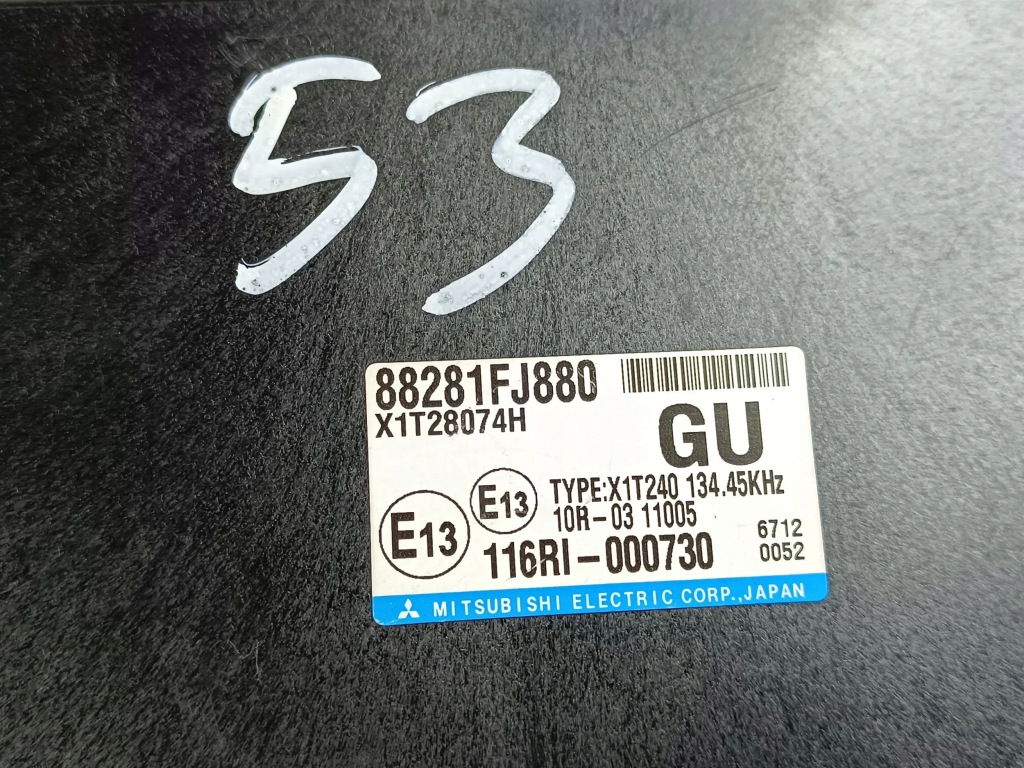 53
88281FJ880
X1T28074H
GU
E13
E13
TYPE:X1T240 134.45KHz
10R-03 11005
116RI-000730
6712
0052
MITSUBISHI ELECTRIC CORP.,JAPAN